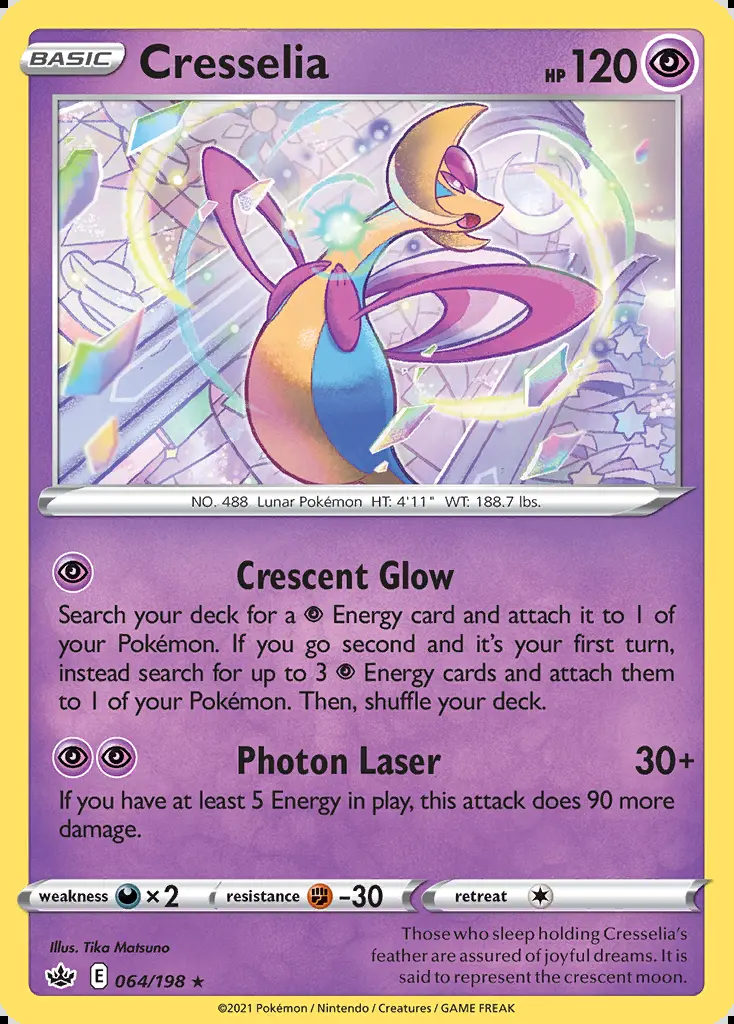 BASIC Cresselia HP 120
NO. 488 Lunar Pokémon HT: 4'11" WT: 188.7 lbs.
Crescent Glow
Search your deck for a Energy card and attach it to 1 of
your Pokémon. If you go second and it's your first turn,
instead search for up to 3 Energy cards and attach them
to 1 of your Pokémon. Then, shuffle your deck.
Photon Laser 30+
If you have at least 5 Energy in play, this attack does 90 more
damage.
weakness ×2 resistance -30 retreat
Illus. Tika Matsuno
Those who sleep holding Cresselia's
feather are assured of joyful dreams. It is
said to represent the crescent moon.
E 064/198 ★
©2021 Pokémon / Nintendo / Creatures / GAME FREAK